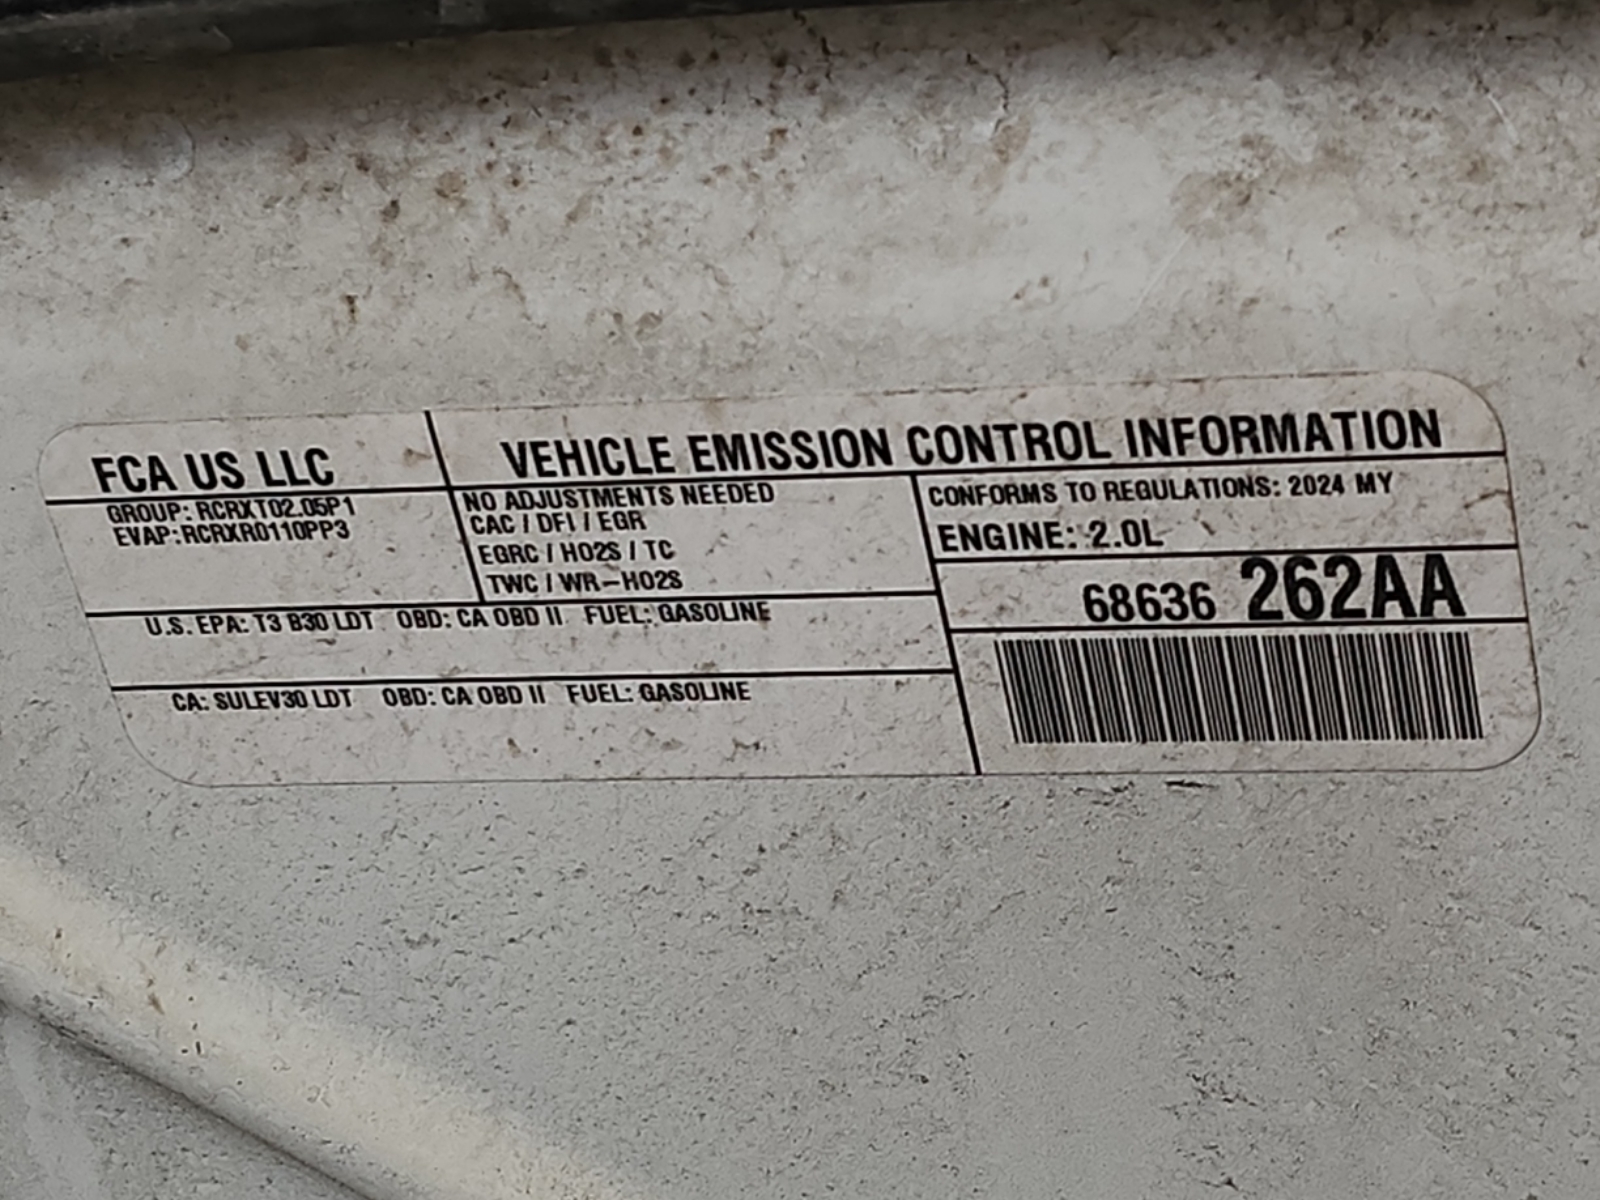 FCA US LLC
VEHICLE EMISSION CONTROL INFORMATION
GROUP: RCRXT02.05P1
EVAP: RCRXR0110PP3
NO ADJUSTMENTS NEEDED
CAC / DFI / EGR
EGRC / HO2S / TC
TWC / WR-HO2S
CONFORMS TO REGULATIONS: 2024 MY
ENGINE: 2.0L
68636 262AA
U.S. EPA: T3 B30 LDT OBD: CA OBD II FUEL: GASOLINE
CA: SULEV30 LDT OBD: CA OBD II FUEL: GASOLINE